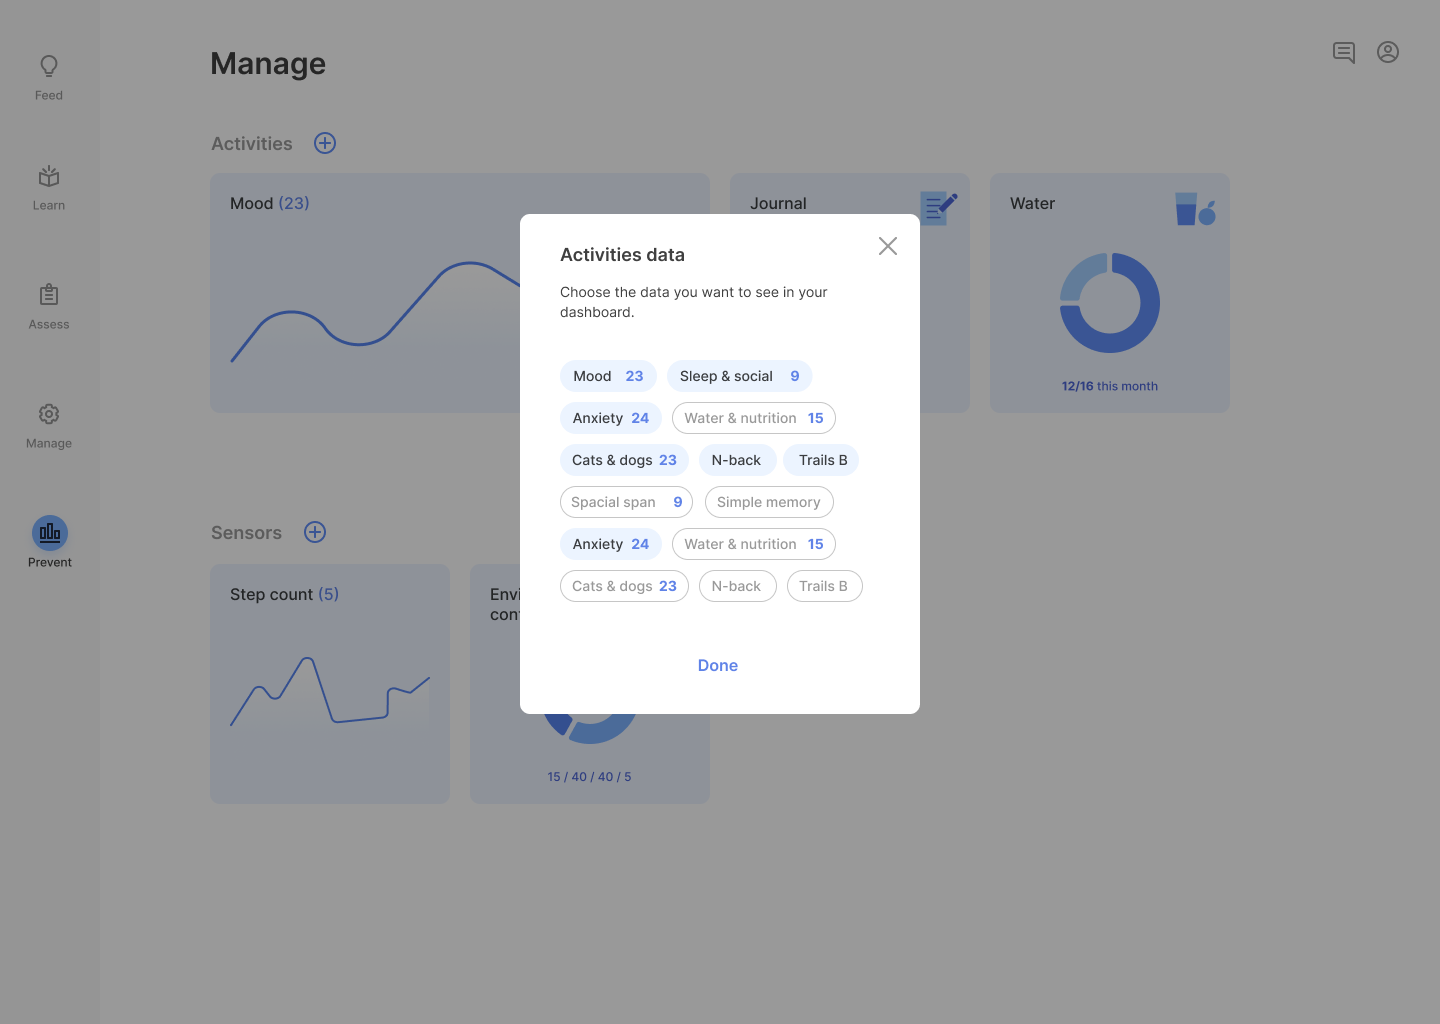 Manage
Feed
Learn
Assess
Manage
Prevent
Activities
Mood (23)
Journal
Water
12/16 this month
Activities data
Choose the data you want to see in your
dashboard.
Mood 23 Sleep & social 9
Anxiety 24 Water & nutrition 15
Cats & dogs 23 N-back Trails B
Spacial span 9 Simple memory
Anxiety 24 Water & nutrition 15
Cats & dogs 23 N-back Trails B
Done
Sensors
Step count (5)
15 / 40 / 40 / 5